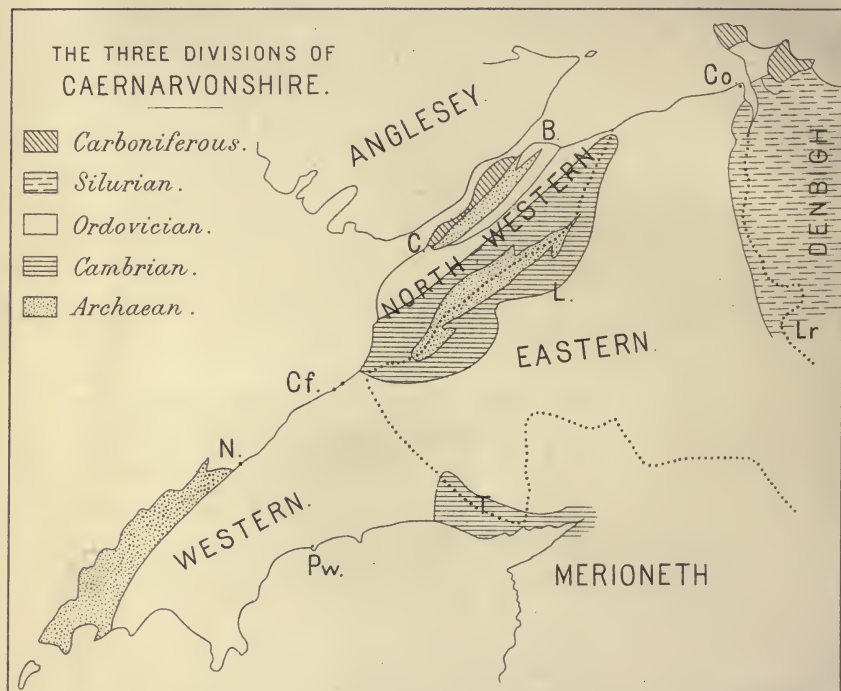 THE THREE DIVISIONS OF
CAERNARVONSHIRE.
Carboniferous.
Silurian.
Ordovician.
Cambrian.
Archaean.
ANGLESEY
Co.
B.
C.
NORTH WESTERN
DENBIGH
L.
Lr
EASTERN.
Cf.
N.
WESTERN.
T.
Pw.
MERIONETH